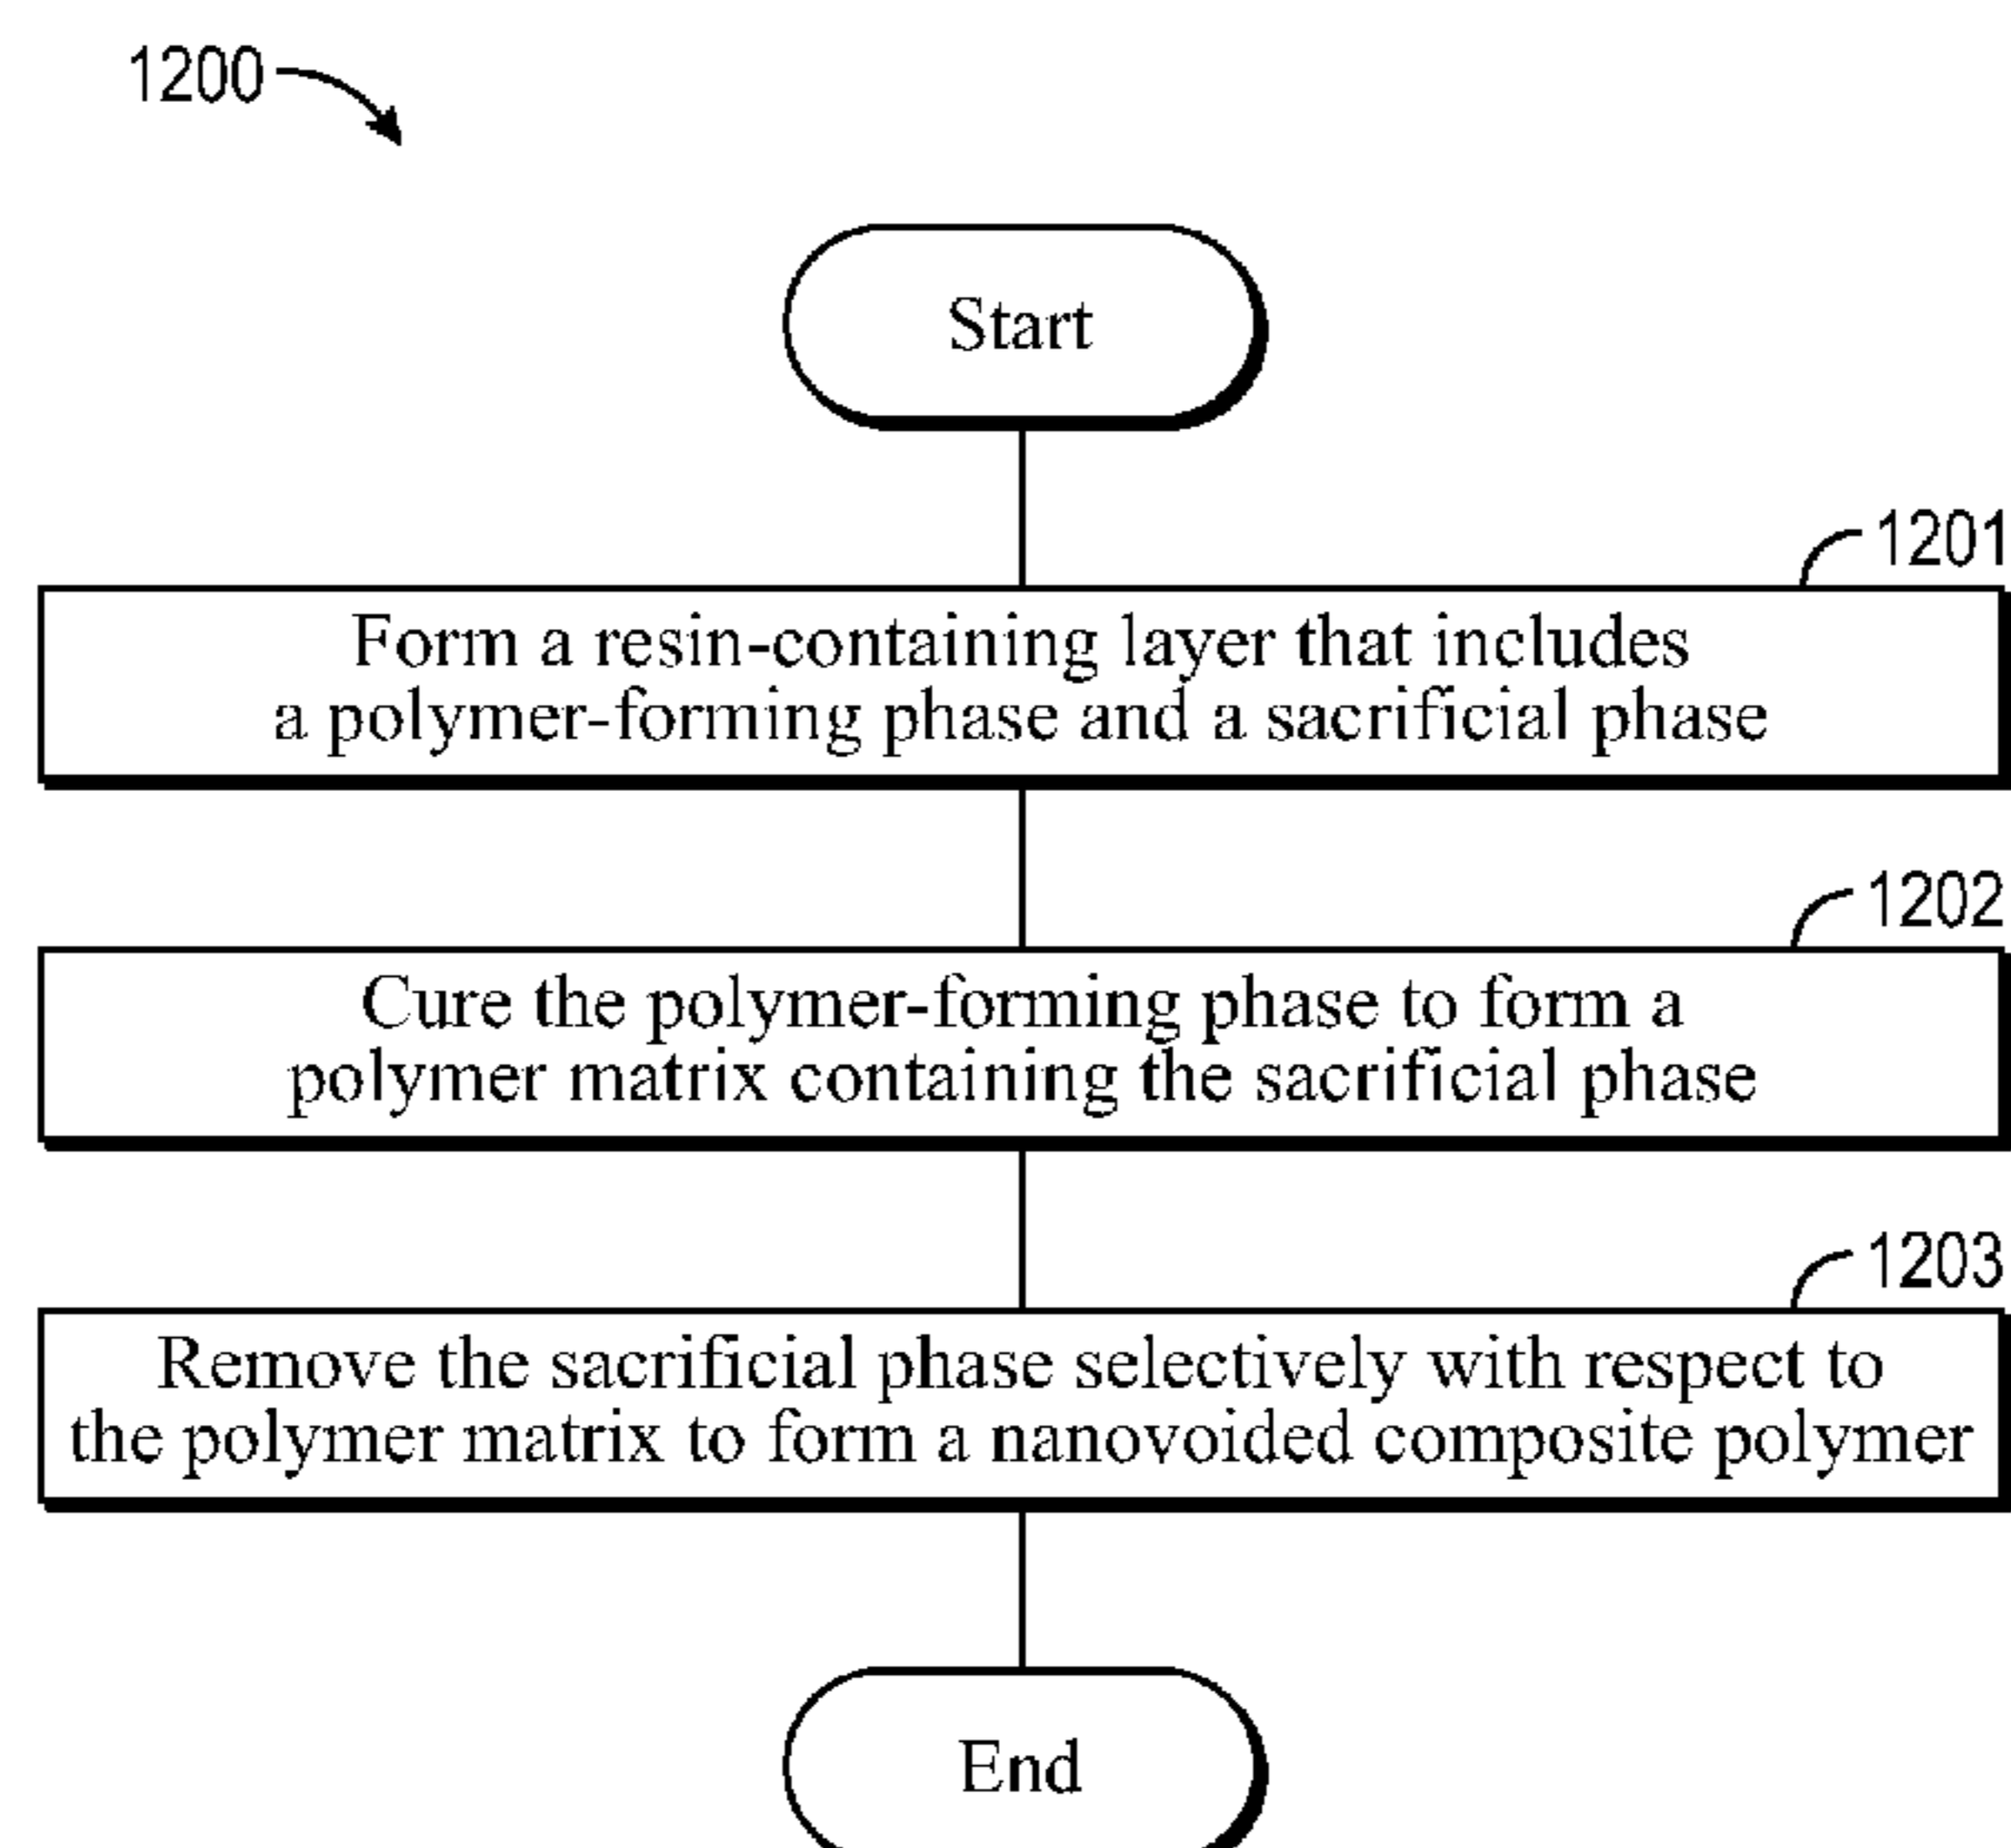 1200
Start
1201
Form a resin-containing layer that includes
a polymer-forming phase and a sacrificial phase
1202
Cure the polymer-forming phase to form a
polymer matrix containing the sacrificial phase
1203
Remove the sacrificial phase selectively with respect to
the polymer matrix to form a nanovoided composite polymer
End